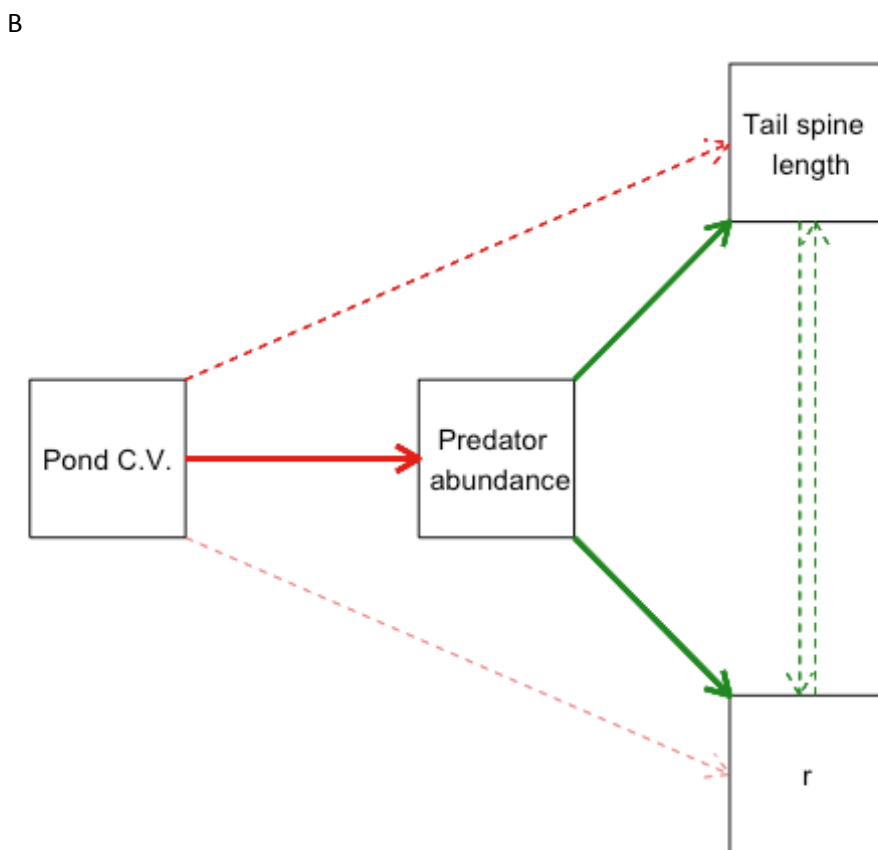 B
Tail spine
length
Pond C.V.
Predator
abundance
r